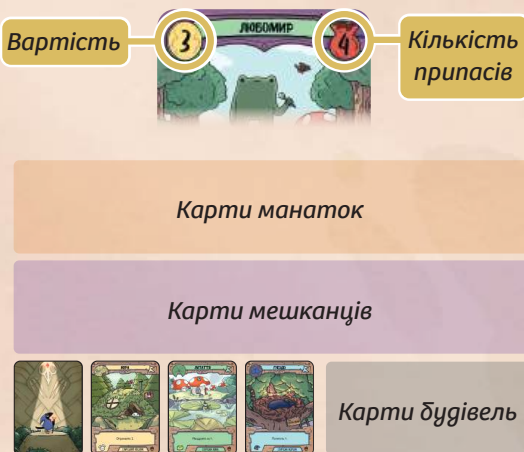 Вартість
3
ЛЮБОМИР
4
Кількість
припасів
Карти манаток
Карти мешканців
Карти будівель